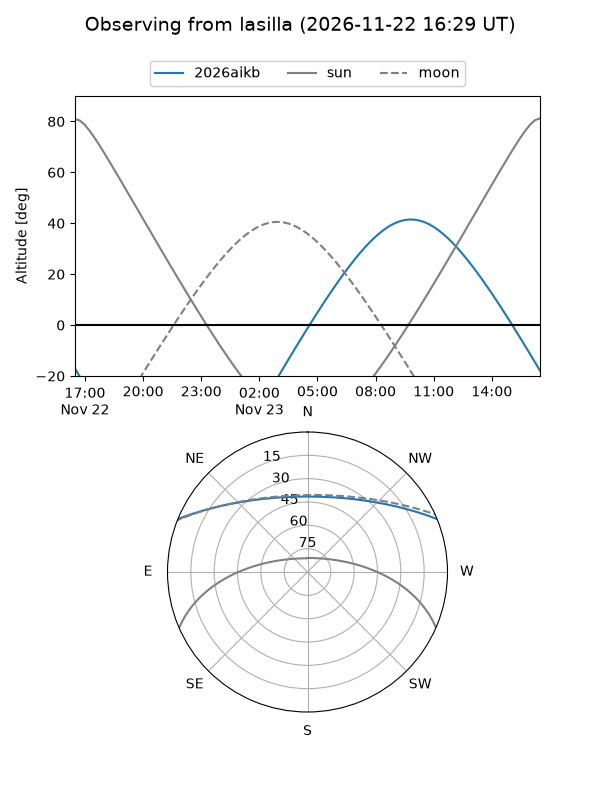 Observing from lasilla (2026-11-22 16:29 UT)
2026aikb sun moon
Altitude [deg]
80
60
40
20
0
−20
17:00 20:00 23:00 02:00 05:00 08:00 11:00 14:00
Nov 22 Nov 23
N
NE NW
15
30
45
60
75
E W
SE SW
S